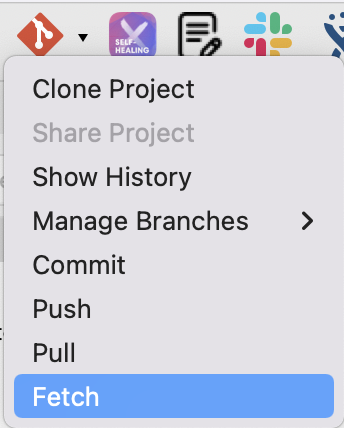 SELF-
HEALING
Clone Project
Share Project
Show History
Manage Branches
Commit
Push
Pull
Fetch